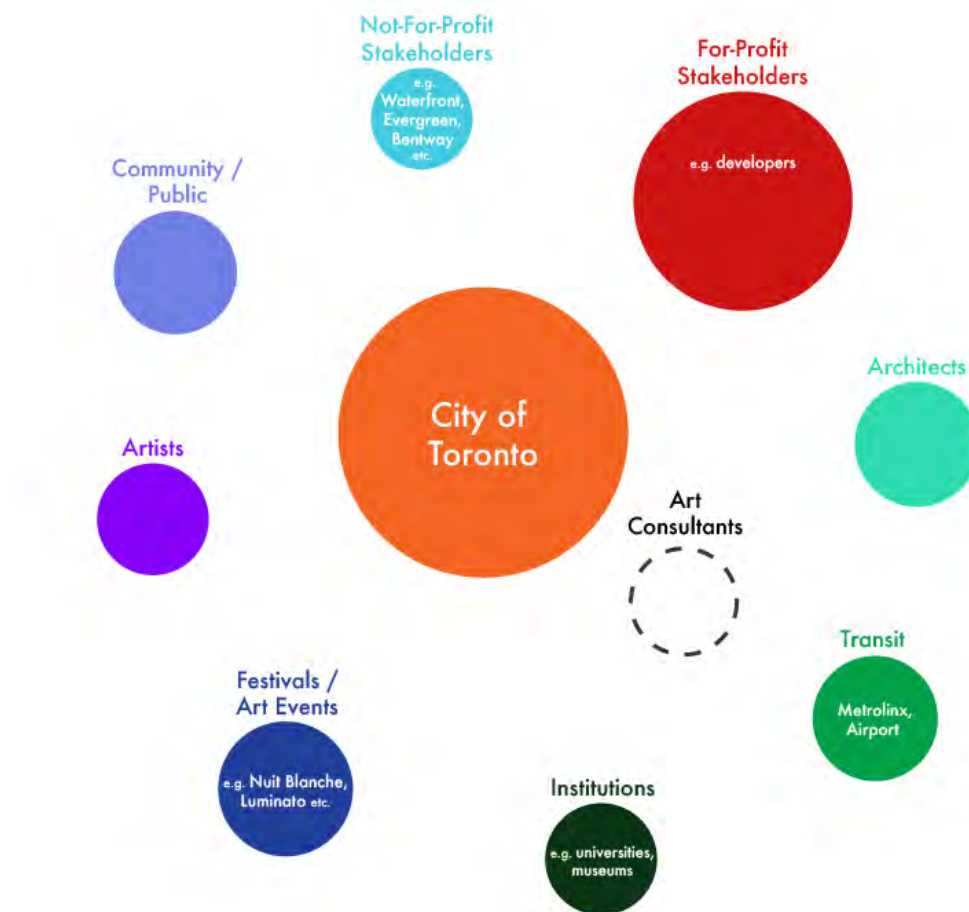 Not-For-Profit
Stakeholders
e.g.
Waterfront,
Evergreen,
Bentway
etc.
For-Profit
Stakeholders
e.g. developers
Community /
Public
City of
Toronto
Architects
Artists
Art
Consultants
Transit
Metrolinx,
Airport
Festivals /
Art Events
e.g. Nuit Blanche,
Luminato etc.
Institutions
e.g. universities,
museums